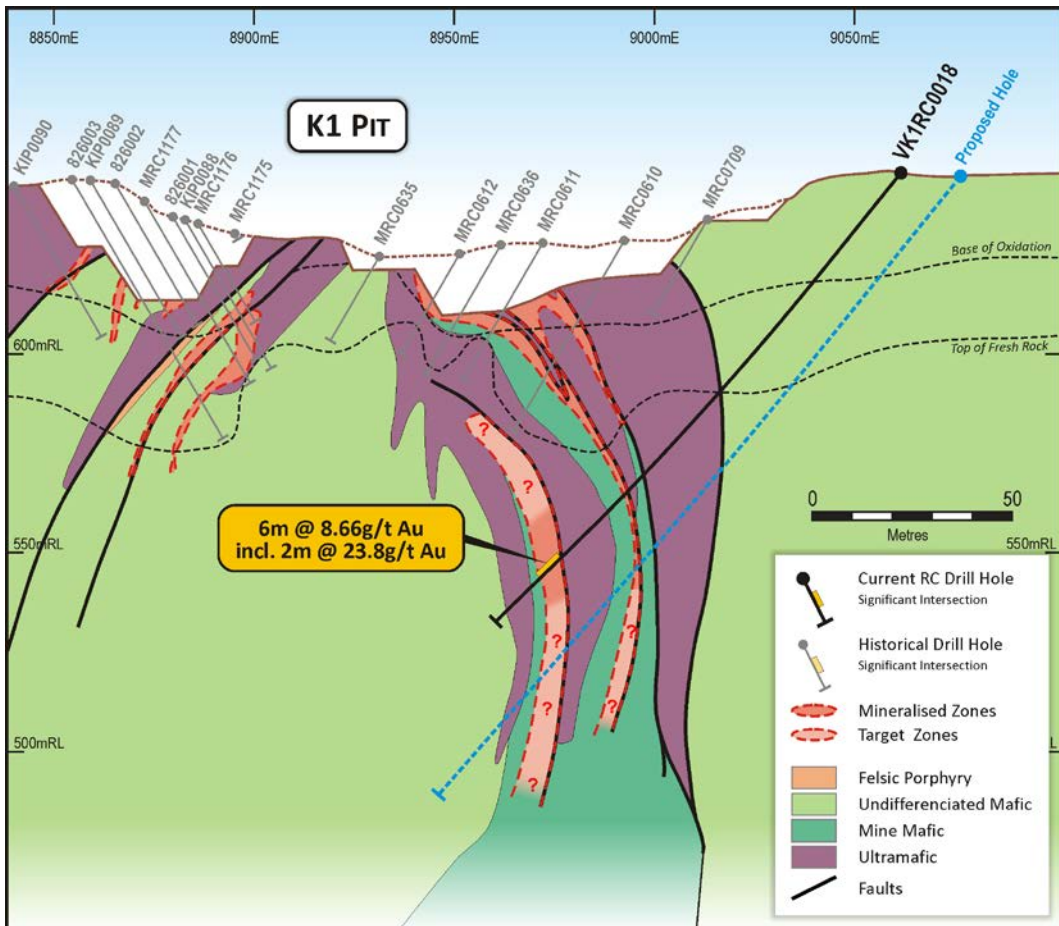 8850mE
8900mE
8950mE
9000mE
9050mE
K1 PIT
KIP0090
826003
KIP0089
826002
MRC1177
826001
KIP0088
MRC1176
MRC1175
MRC0635
MRC0612
MRC0636
MRC0611
MRC0610
MRC0709
VK1RC0018
Proposed Hole
Base of Oxidation
Top of Fresh Rock
600mRL
550mRL
500mRL
550mRL
?
?
?
?
?
?
?
6m @ 8.66g/t Au
incl. 2m @ 23.8g/t Au
0
50
Metres
Current RC Drill Hole
Significant Intersection
Historical Drill Hole
Significant Intersection
Mineralised Zones
Target Zones
Felsic Porphyry
Undifferenciated Mafic
Mine Mafic
Ultramafic
Faults